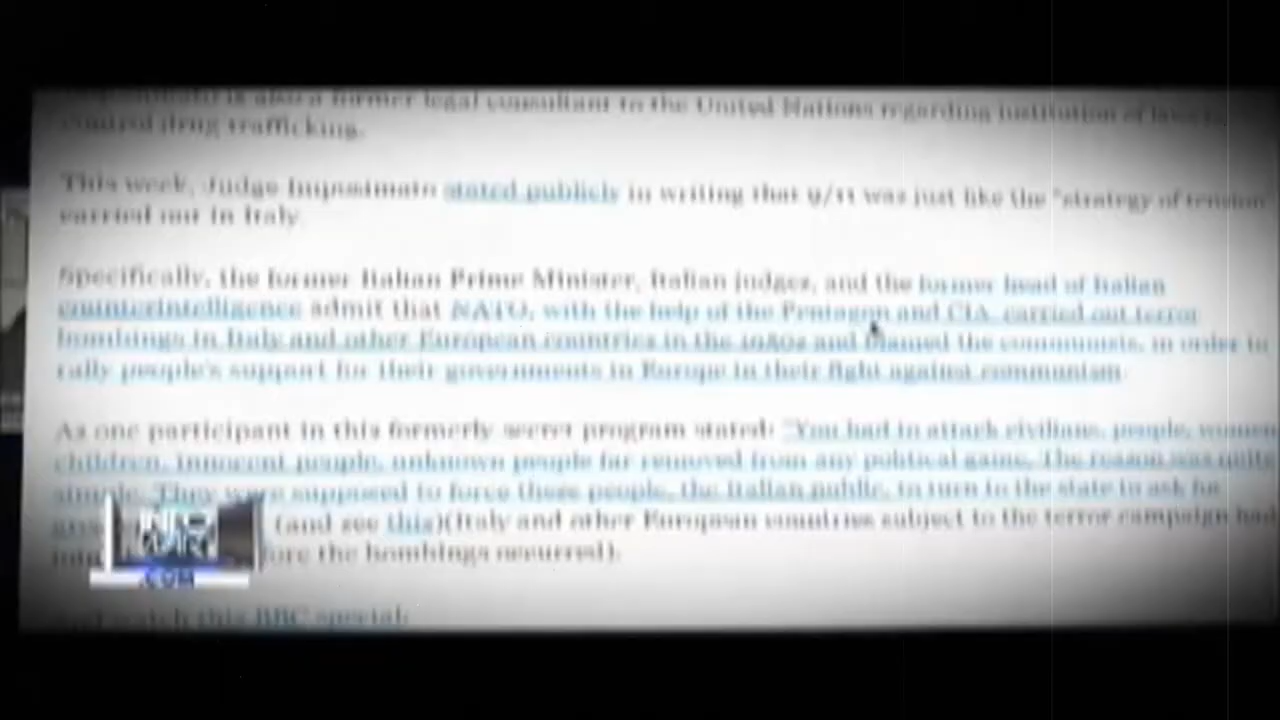 is also a former legal consultant to the United Nations regarding institution of laws
control drug trafficking.
This week, Judge Imposimato stated publicly in writing that 9/11 was just like the "strategy of tension"
carried out in Italy
Specifically, the former Italian Prime Minister, Italian judges, and the former head of Italian
counterintelligence admit that NATO, with the help of the Pentagon and CIA, carried out terror
bombings in Italy and other European countries in the 1950s and blamed the communists, in order to
rally people's support for their governments in Europe in their fight against communism.
As one participant in this formerly secret program stated: "You had to attack civilians, people, women,
children, innocent people, unknown people far removed from any political game. The reason was quite
simple. They were supposed to force these people, the Italian public, to turn to the state to ask for
(and see this)(Italy and other European countries subject to the terror campaign had
the bombings occurred).
watch this BBC special:
.COM